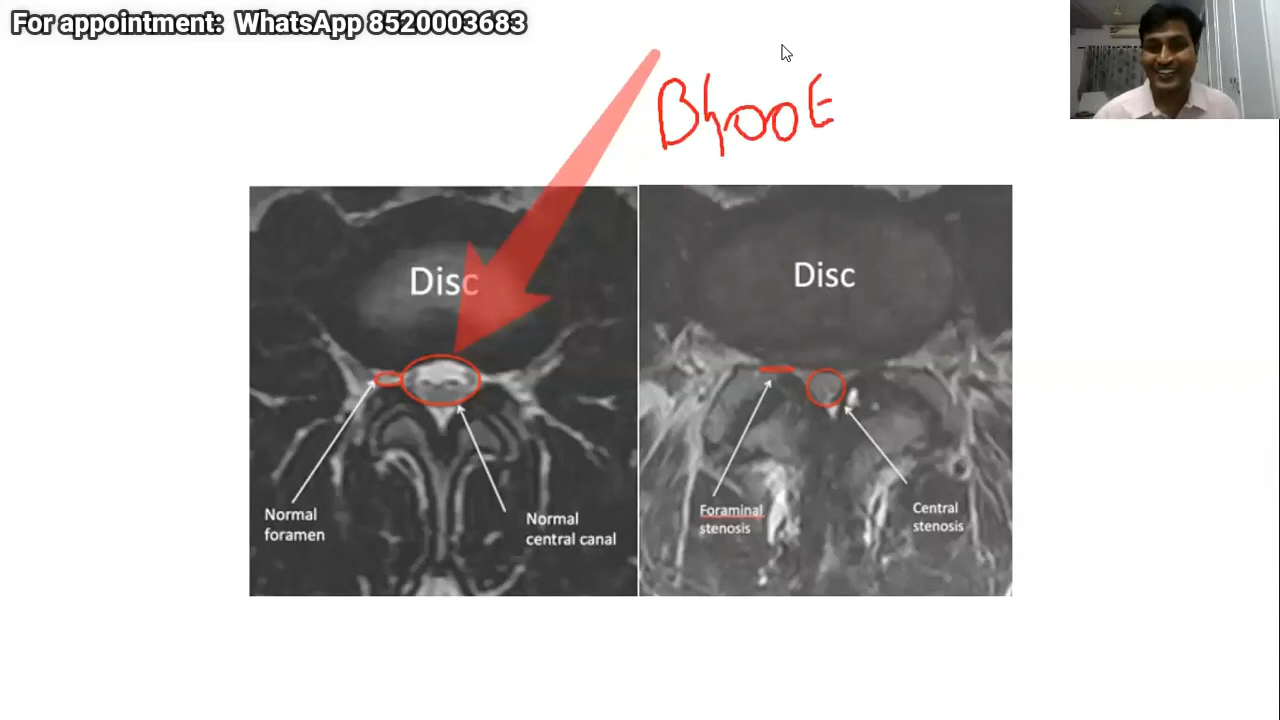 For appointment:  WhatsApp 8520003683
Bhoot
Disc
Normal
foramen
Normal
central canal
Disc
Foraminal
stenosis
Central
stenosis